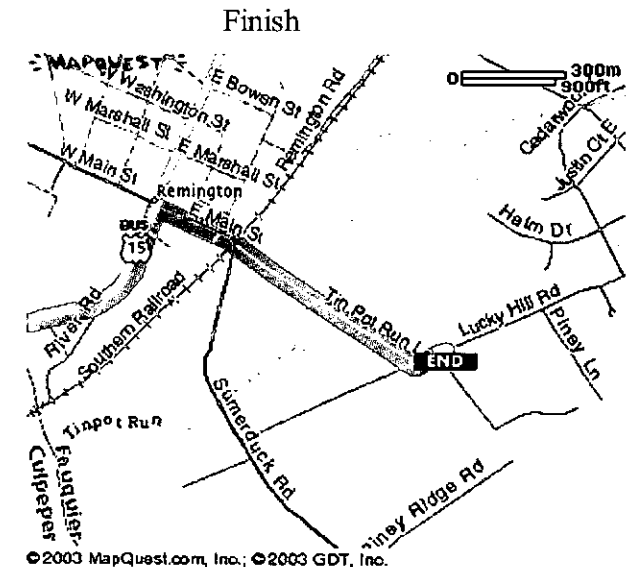 Finish
MAPQUEST
W Washington St
E Bowen St
Remington Rd
0 300m
900ft
W Marshall St
E Marshall St
W Main St
Remington
E Main St
BUS
15
River Rd
Southern Railroad
Tin Pot Run L
END
Lucky Hill Rd
Piney Ln
Halm Dr
Justin Ct E
Tinpot Run
Sumerduck Rd
Piney Ridge Rd
Culpeper
Fauquier
©2003 MapQuest.com, Inc.; ©2003 GDT, Inc.